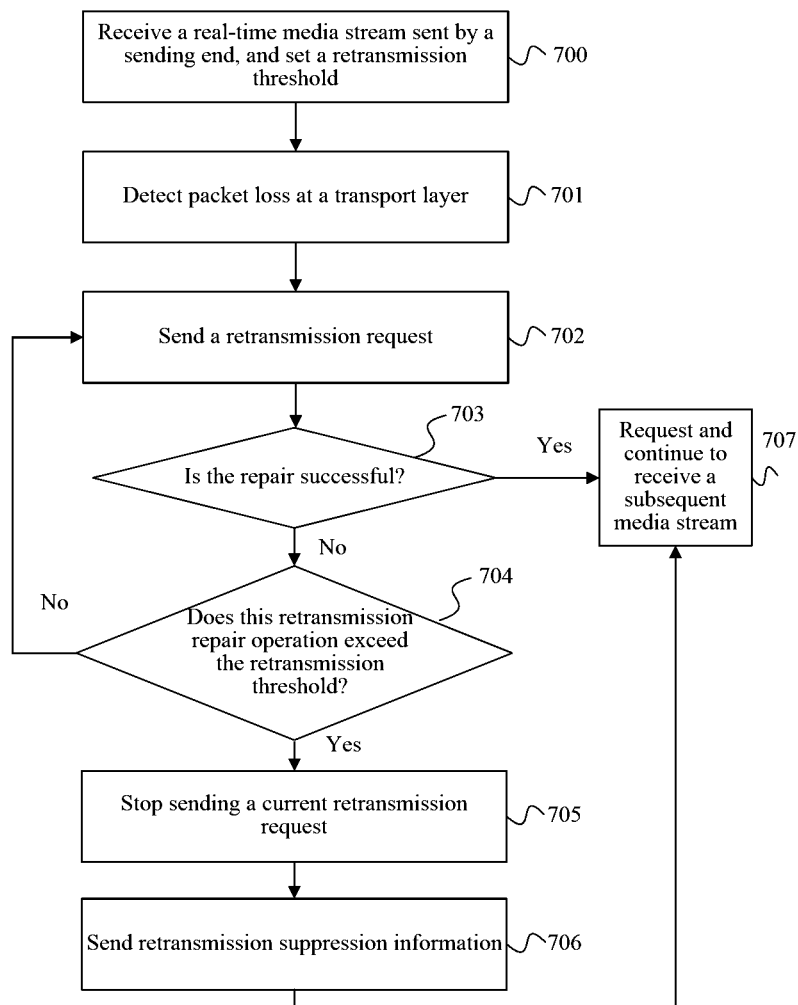 Receive a real-time media stream sent by a
sending end, and set a retransmission
threshold
700
Detect packet loss at a transport layer
701
Send a retransmission request
702
703
Is the repair successful?
Yes
Request and
continue to
receive a
subsequent
media stream
707
No
704
No
Does this retransmission
repair operation exceed
the retransmission
threshold?
Yes
Stop sending a current retransmission
request
705
Send retransmission suppression information
706